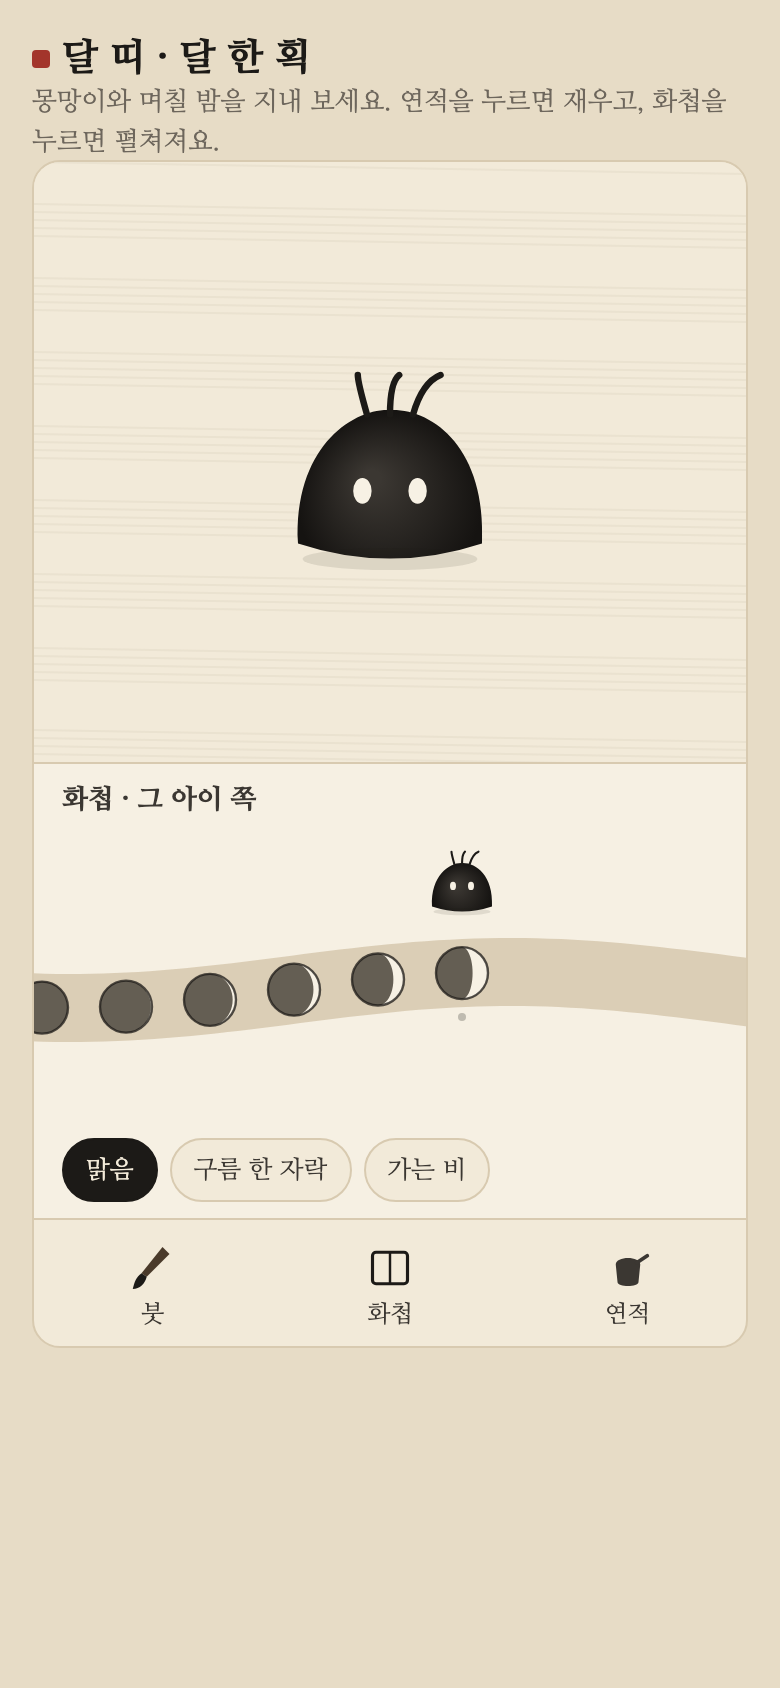 달 띠 · 달 한 획
몽망이와 며칠 밤을 지내 보세요. 연적을 누르면 재우고, 화첩을
누르면 펼쳐져요.
화첩 · 그 아이 쪽
맑음
구름 한 자락
가는 비
붓
화첩
연적